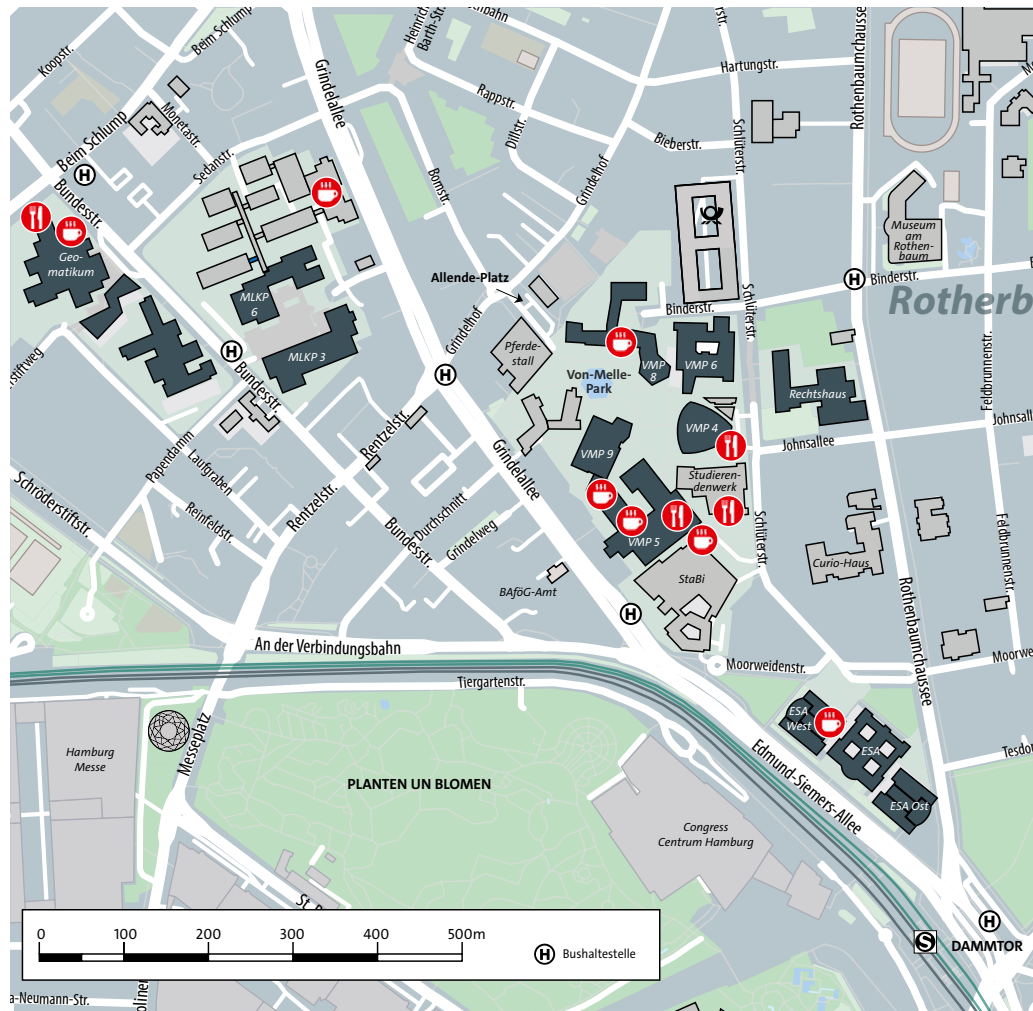 Koopstr.
Beim Schlump
Heinrich-
Barth-Str.
Grindelallee
Rappstr.
Hartungstr.
Rothenbaumchaussee
Monetastr.
Sedanstr.
Dillstr.
Bieberstr.
Schlüterstr.
Beim Schlump
H
Bundesstr.
Bornstr.
Grindelhof
Geo-
matikum
MLKP
6
MLKP 3
Allende-Platz
Museum
am
Rothen-
baum
H
Binderstr.
Rotherb
Binderstr.
Schlüterstr.
Grindelhof
Pferde-
stall
Von-Melle-
Park
VMP
8
VMP 6
Rechtshaus
Feldbrunnenstr.
H
Bundesstr.
H
Rentzelstr.
VMP 4
Johnsallee
Johnsall
VMP 9
Studieren-
denwerk
Papendamm
Laufgraben
Schröderstiftstr.
Reinfeldstr.
Rentzelstr.
Bundesstr.
Durchschnitt
Grindelweg
Grindelallee
VMP 5
Schlüterstr.
Feldbrunnenstr.
Curio-Haus
StaBi
BAföG-Amt
H
Rothenbaumchaussee
An der Verbindungsbahn
Moorweidenstr.
Moorwe
Tiergartenstr.
Messeplatz
Hamburg
Messe
ESA
West
ESA
ESA Ost
Tesdor
Edmund-Siemers-Allee
PLANTEN UN BLOMEN
Congress
Centrum Hamburg
0 100 200 300 400 500m
H Bushaltestelle
H
S
DAMMTOR
a-Neumann-Str.